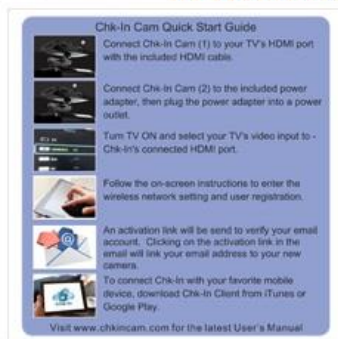 Chk-In Cam Quick Start Guide
Connect Chk-In Cam (1) to your TV's HDMI port
with the included HDMI cable.
Connect Chk-In Cam (2) to the included power
adapter, then plug the power adapter into a power
outlet.
Turn TV ON and select your TV's video input to -
Chk-In's connected HDMI port.
Follow the on-screen instructions to enter the
wireless network setting and user registration.
An activation link will be send to verify your email
account. Clicking on the activation link in the
email will link your email address to your new
camera.
To connect Chk-In with your favorite mobile
device, download Chk-In Client from iTunes or
Google Play.
Visit www.chkincam.com for the latest User's Manual